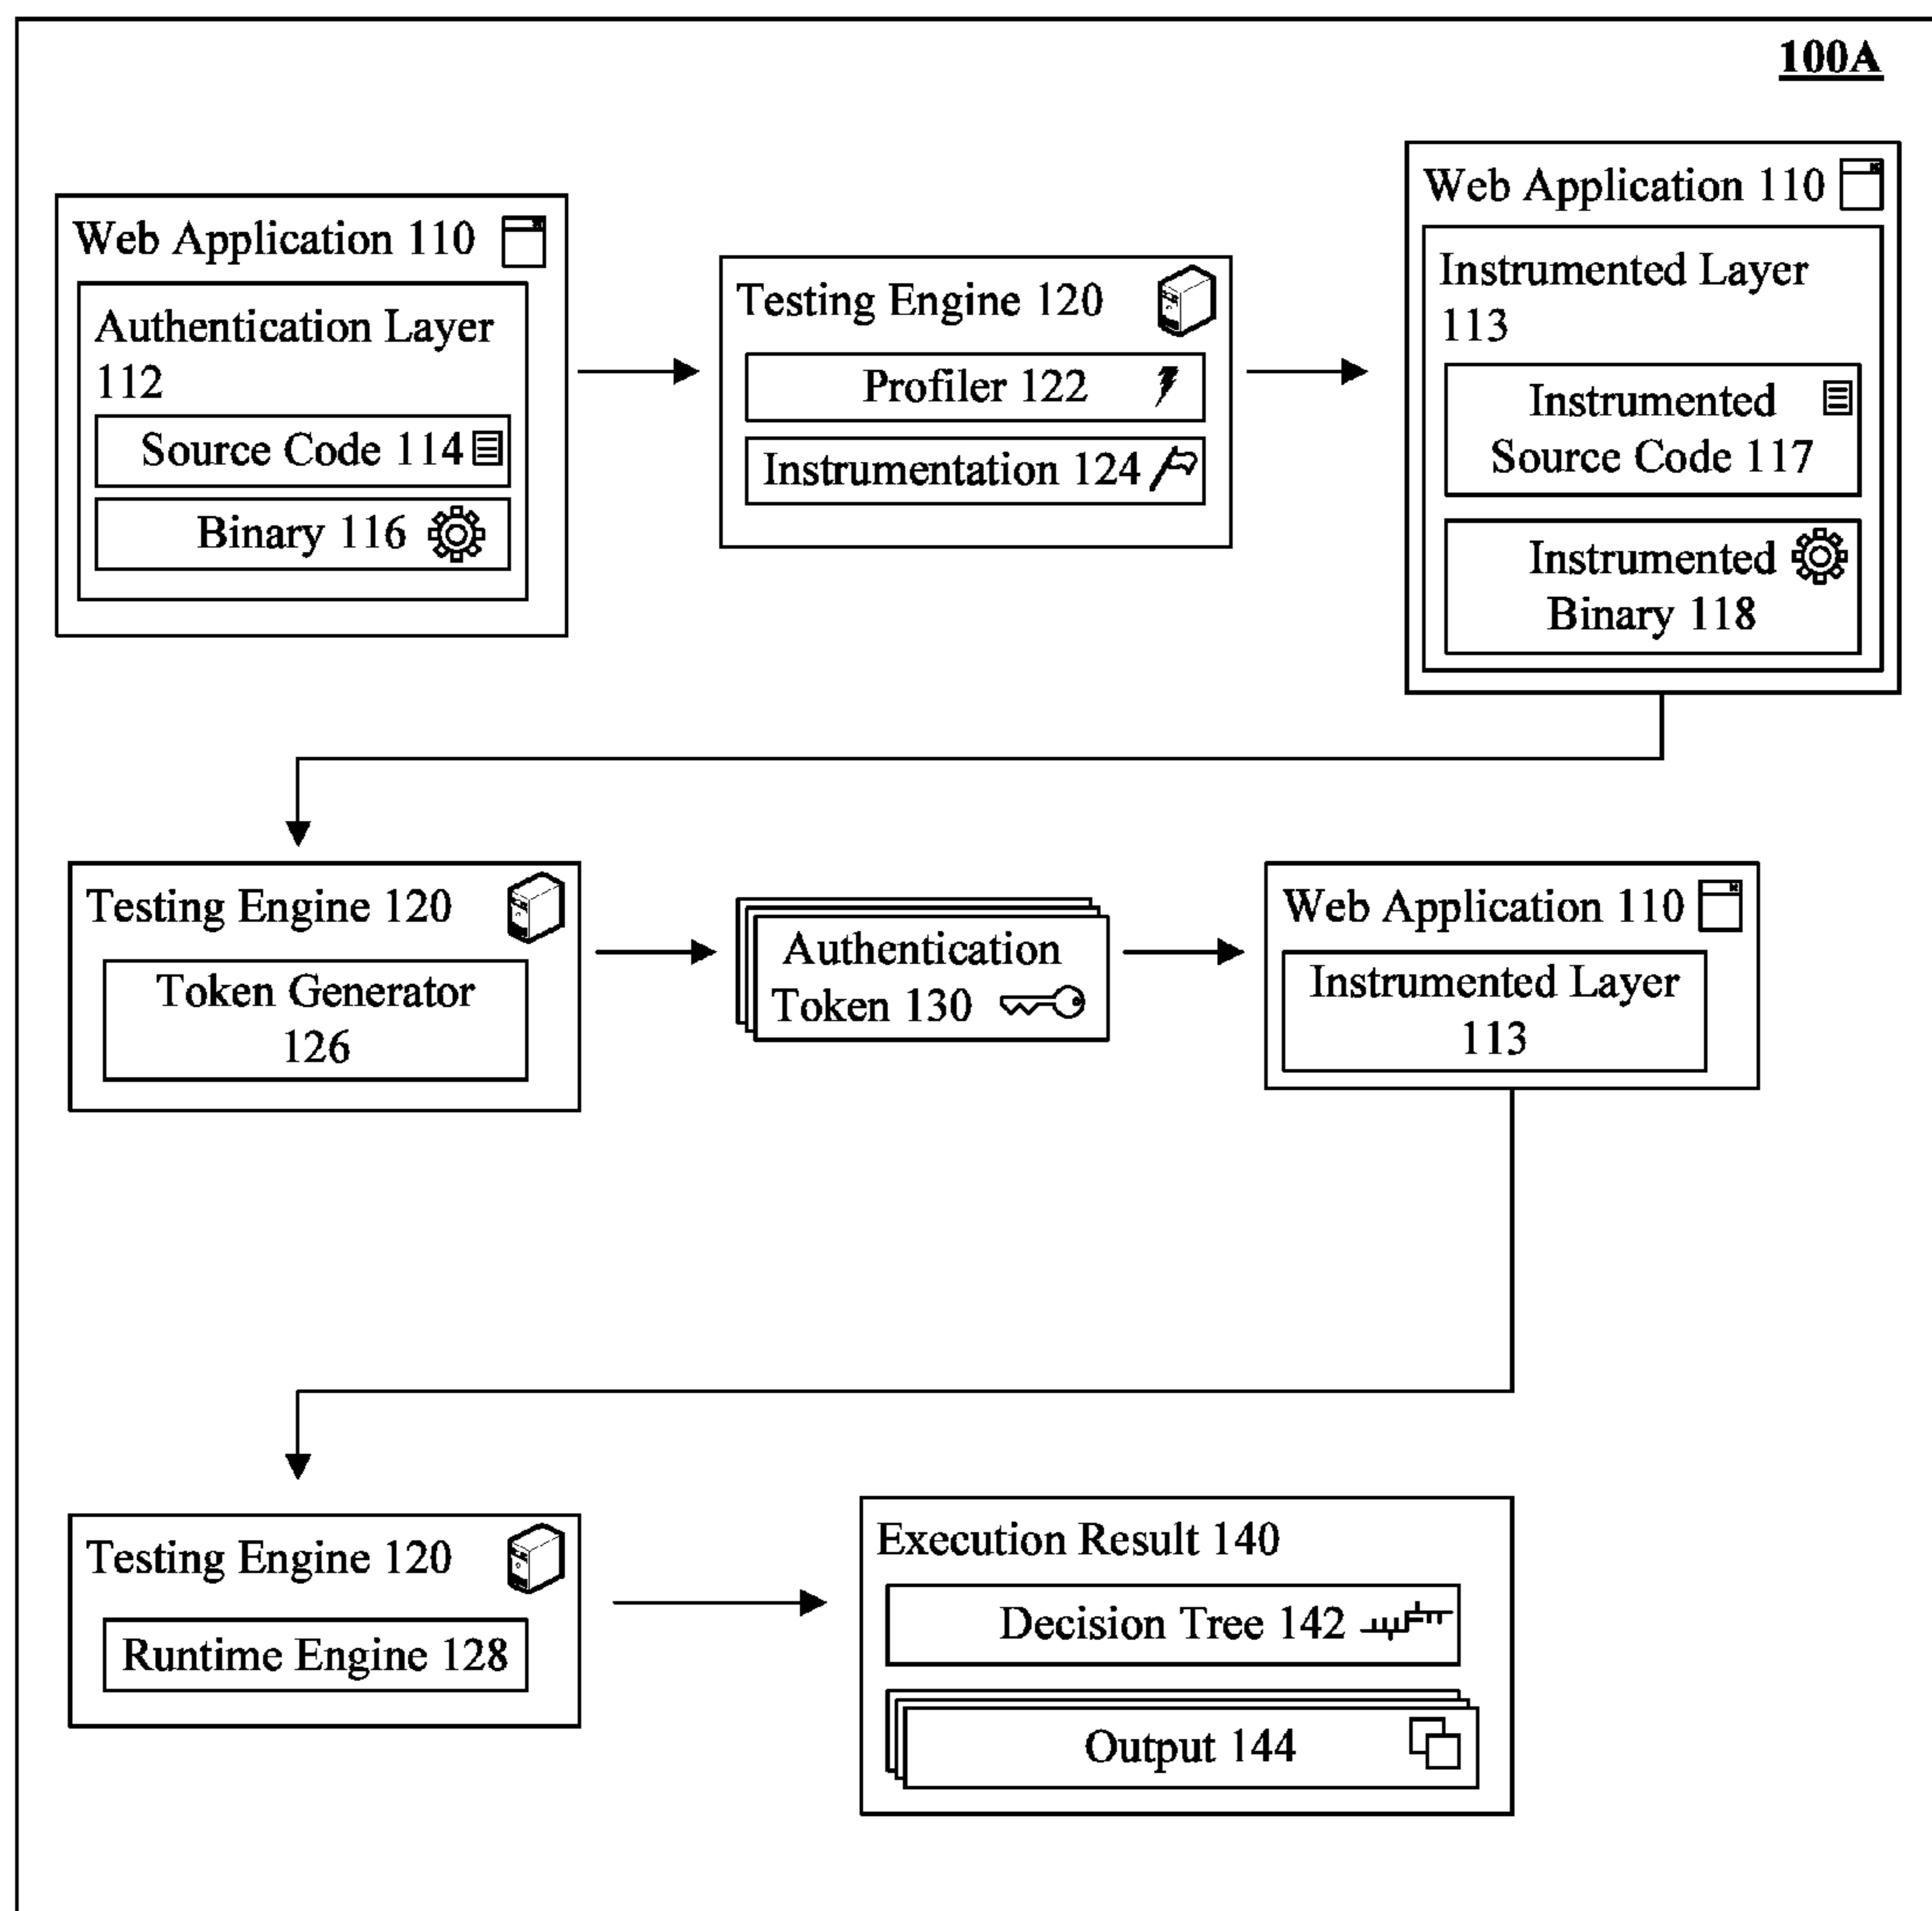 100A
Web Application 110
Authentication Layer
112
Source Code 114
Binary 116
Testing Engine 120
Profiler 122
Instrumentation 124
Web Application 110
Instrumented Layer
113
Instrumented
Source Code 117
Instrumented
Binary 118
Testing Engine 120
Token Generator
126
Authentication
Token 130
Web Application 110
Instrumented Layer
113
Testing Engine 120
Runtime Engine 128
Execution Result 140
Decision Tree 142
Output 144